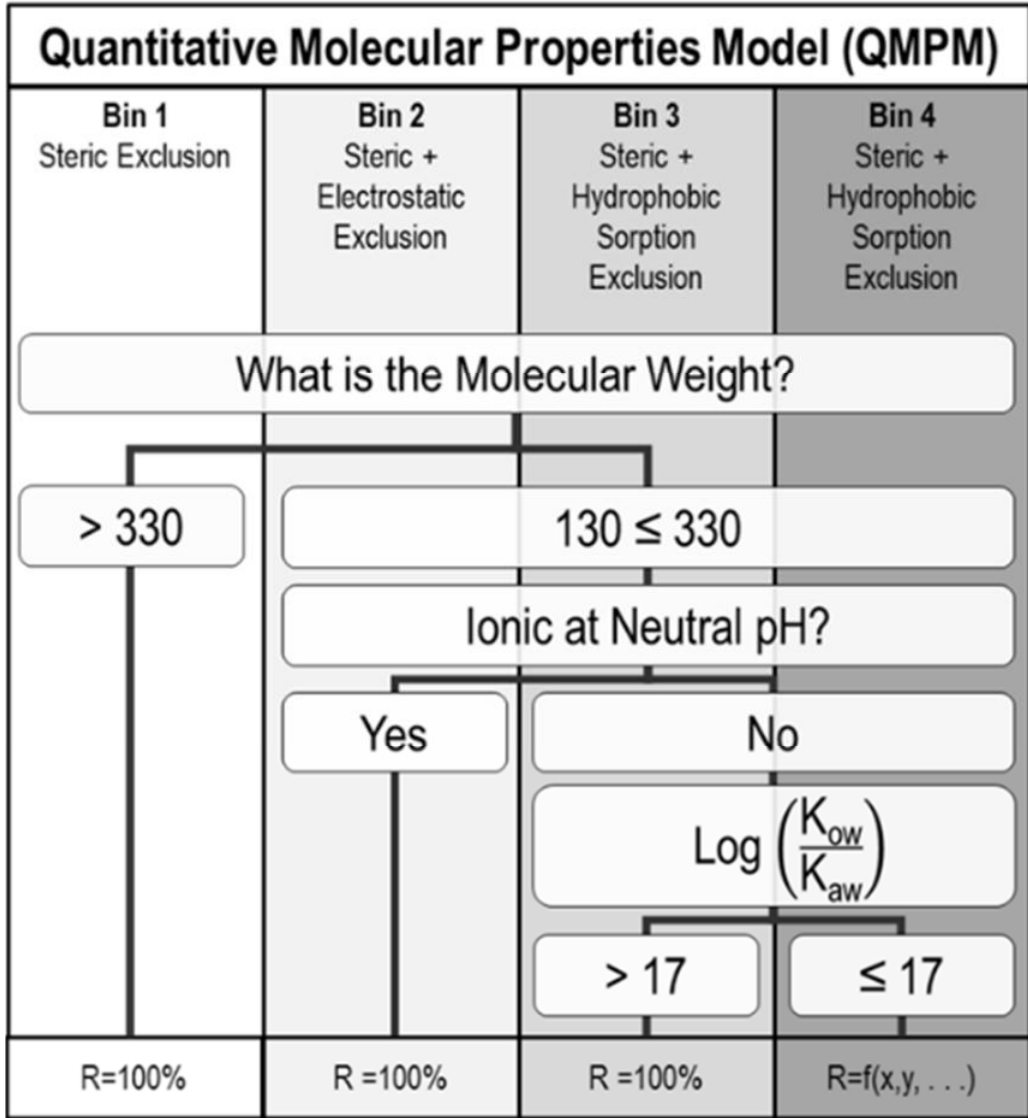 Quantitative Molecular Properties Model (QMPM)
Bin 1
Steric Exclusion
Bin 2
Steric +
Electrostatic
Exclusion
Bin 3
Steric +
Hydrophobic
Sorption
Exclusion
Bin 4
Steric +
Hydrophobic
Sorption
Exclusion
What is the Molecular Weight?
> 330
130 ≤ 330
Ionic at Neutral pH?
Yes
No
Log (Kow/Kaw)
> 17
≤ 17
R=100%
R =100%
R =100%
R=f(x,y, . . .)